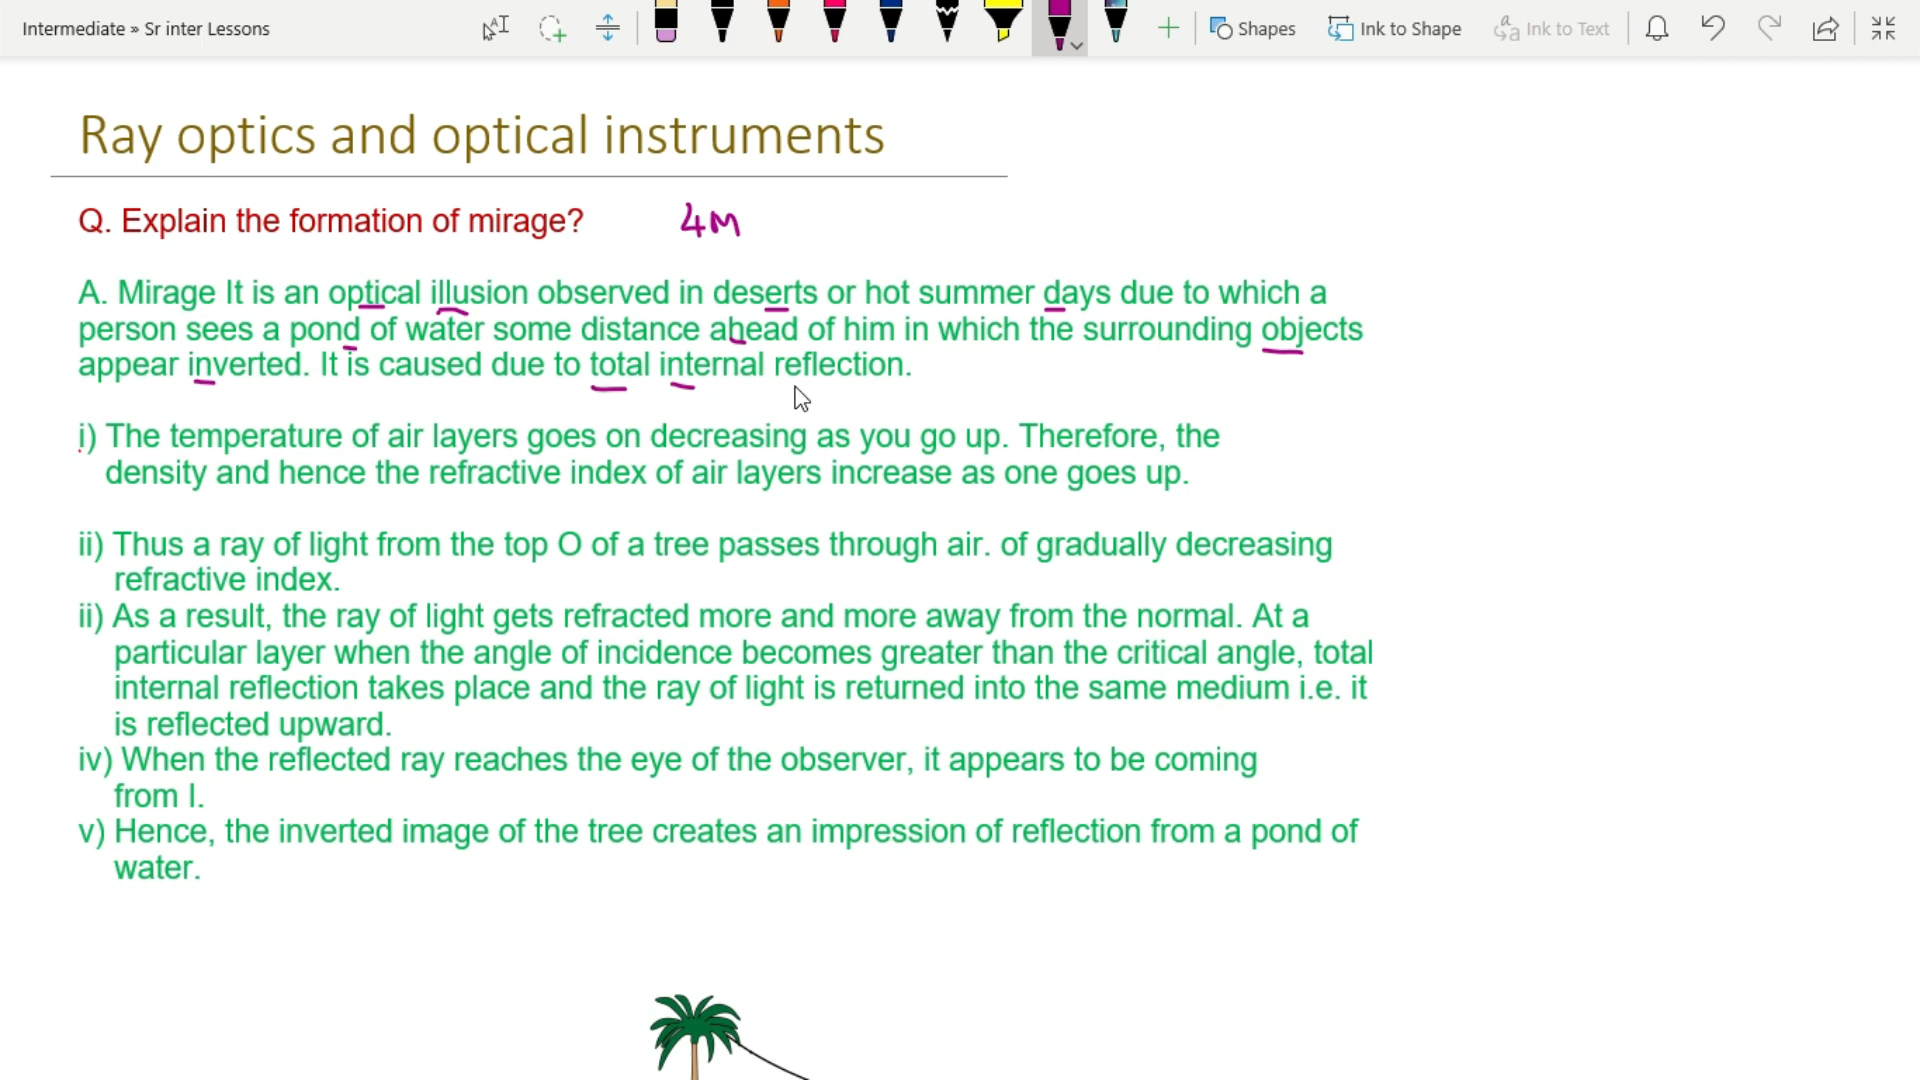 Intermediate » Sr inter Lessons
Shapes
Ink to Shape
Ink to Text
Ray optics and optical instruments
Q. Explain the formation of mirage? 4M
A. Mirage It is an optical illusion observed in deserts or hot summer days due to which a
person sees a pond of water some distance ahead of him in which the surrounding objects
appear inverted. It is caused due to total internal reflection.
i) The temperature of air layers goes on decreasing as you go up. Therefore, the
density and hence the refractive index of air layers increase as one goes up.
ii) Thus a ray of light from the top O of a tree passes through air. of gradually decreasing
refractive index.
ii) As a result, the ray of light gets refracted more and more away from the normal. At a
particular layer when the angle of incidence becomes greater than the critical angle, total
internal reflection takes place and the ray of light is returned into the same medium i.e. it
is reflected upward.
iv) When the reflected ray reaches the eye of the observer, it appears to be coming
from I.
v) Hence, the inverted image of the tree creates an impression of reflection from a pond of
water.